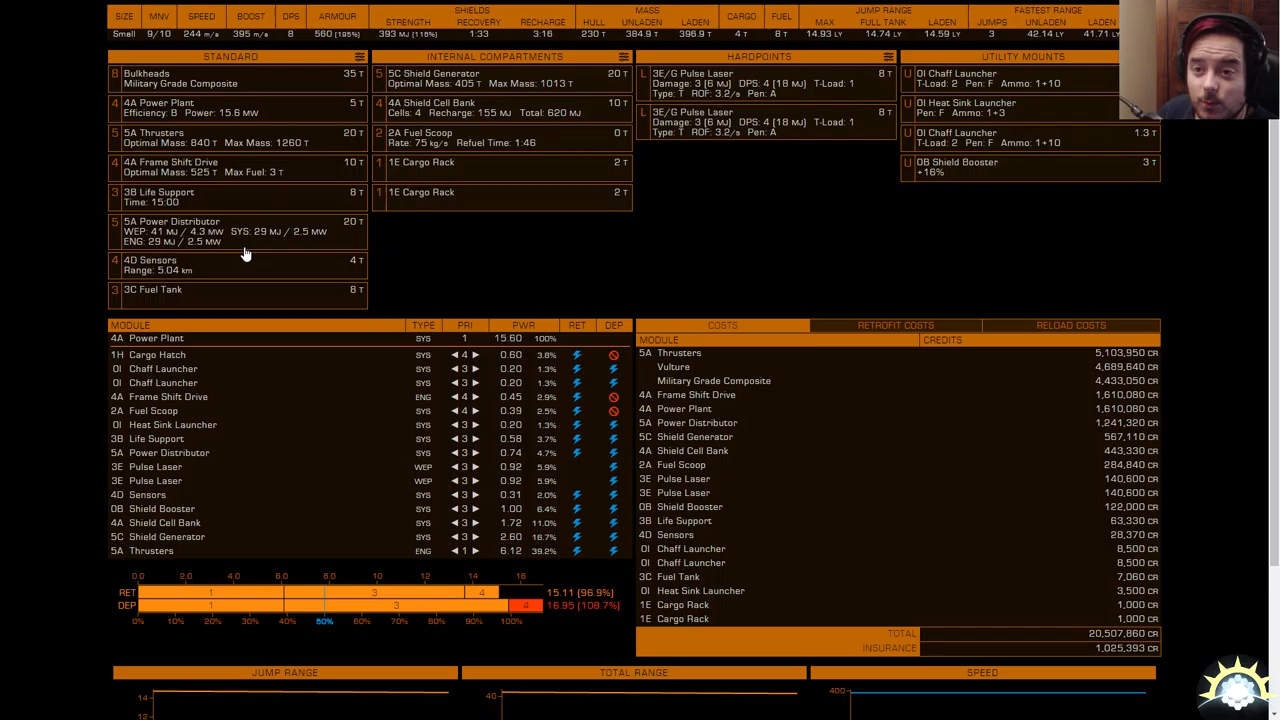 SIZE MNV SPEED BOOST DPS ARMOUR SHIELDS MASS CARGO FUEL JUMP RANGE FASTEST RANGE
STRENGTH RECOVERY RECHARGE HULL UNLADEN LADEN MAX FULL TANK LADEN JUMPS UNLADEN LADEN
Small 9/10 244 m/s 395 m/s 8 560 (195%) 393 MJ (116%) 1:33 3:16 230 T 384.9 T 396.9 T 4 T 8 T 14.93 LY 14.74 LY 14.59 LY 3 42.14 LY 41.71 LY
STANDARD
8 Bulkheads 35 T
Military Grade Composite
4 4A Power Plant 5 T
Efficiency: B Power: 15.6 MW
5 5A Thrusters 20 T
Optimal Mass: 840 T Max Mass: 1260 T
4 4A Frame Shift Drive 10 T
Optimal Mass: 525 T Max Fuel: 3 T
3 3B Life Support 8 T
Time: 15:00
5 5A Power Distributor 20 T
WEP: 41 MJ / 4.3 MW SYS: 29 MJ / 2.5 MW
ENG: 29 MJ / 2.5 MW
4 4D Sensors 4 T
Range: 5.04 km
3 3C Fuel Tank 8 T
INTERNAL COMPARTMENTS
5 5C Shield Generator 20 T
Optimal Mass: 405 T Max Mass: 1013 T
4 4A Shield Cell Bank 10 T
Cells: 4 Recharge: 155 MJ Total: 620 MJ
2 2A Fuel Scoop 0 T
Rate: 75 kg/s Refuel Time: 1:46
1 1E Cargo Rack 2 T
1 1E Cargo Rack 2 T
HARDPOINTS
L 3E/G Pulse Laser 8 T
Damage: 3 [6 MJ] DPS: 4 [18 MJ] T-Load: 1
Type: T ROF: 3.2/s Pen: A
L 3E/G Pulse Laser 8 T
Damage: 3 [6 MJ] DPS: 4 [18 MJ] T-Load: 1
Type: T ROF: 3.2/s Pen: A
UTILITY MOUNTS
U 0I Chaff Launcher 1.3 T
T-Load: 2 Pen: F Ammo: 1+10
U 0I Heat Sink Launcher 1.3 T
Pen: F Ammo: 1+3
U 0I Chaff Launcher 1.3 T
T-Load: 2 Pen: F Ammo: 1+10
U 0B Shield Booster 3 T
+16%
MODULE TYPE PRI PWR RET DEP
4A Power Plant SYS 1 15.60 100%
1H Cargo Hatch SYS 4 0.60 3.8%
0I Chaff Launcher SYS 3 0.20 1.3%
0I Chaff Launcher SYS 3 0.20 1.3%
4A Frame Shift Drive ENG 4 0.45 2.9%
2A Fuel Scoop SYS 4 0.39 2.5%
0I Heat Sink Launcher SYS 3 0.20 1.3%
3B Life Support SYS 3 0.58 3.7%
5A Power Distributor SYS 3 0.74 4.7%
3E Pulse Laser WEP 3 0.92 5.9%
3E Pulse Laser WEP 3 0.92 5.9%
4D Sensors SYS 3 0.31 2.0%
0B Shield Booster SYS 3 1.00 6.4%
4A Shield Cell Bank SYS 3 1.72 11.0%
5C Shield Generator SYS 3 2.60 16.7%
5A Thrusters ENG 1 6.12 39.2%
0.0 2.0 4.0 6.0 8.0 10 12 14 16
RET 1 3 4 15.11 (96.9%)
DEP 1 3 4 16.95 (108.7%)
0% 10% 20% 30% 40% 50% 60% 70% 80% 90% 100%
COSTS RETROFIT COSTS RELOAD COSTS
MODULE CREDITS
5A Thrusters 5,103,950 CR
Vulture 4,689,640 CR
Military Grade Composite 4,433,050 CR
4A Frame Shift Drive 1,610,080 CR
4A Power Plant 1,610,080 CR
5A Power Distributor 1,241,320 CR
5C Shield Generator 567,110 CR
4A Shield Cell Bank 443,330 CR
2A Fuel Scoop 284,840 CR
3E Pulse Laser 140,600 CR
3E Pulse Laser 140,600 CR
0B Shield Booster 122,000 CR
3B Life Support 63,330 CR
4D Sensors 28,370 CR
0I Chaff Launcher 8,500 CR
0I Chaff Launcher 8,500 CR
3C Fuel Tank 7,060 CR
0I Heat Sink Launcher 3,500 CR
1E Cargo Rack 1,000 CR
1E Cargo Rack 1,000 CR
TOTAL 20,507,860 CR
INSURANCE 1,025,393 CR
JUMP RANGE
14
12
TOTAL RANGE
40
SPEED
400